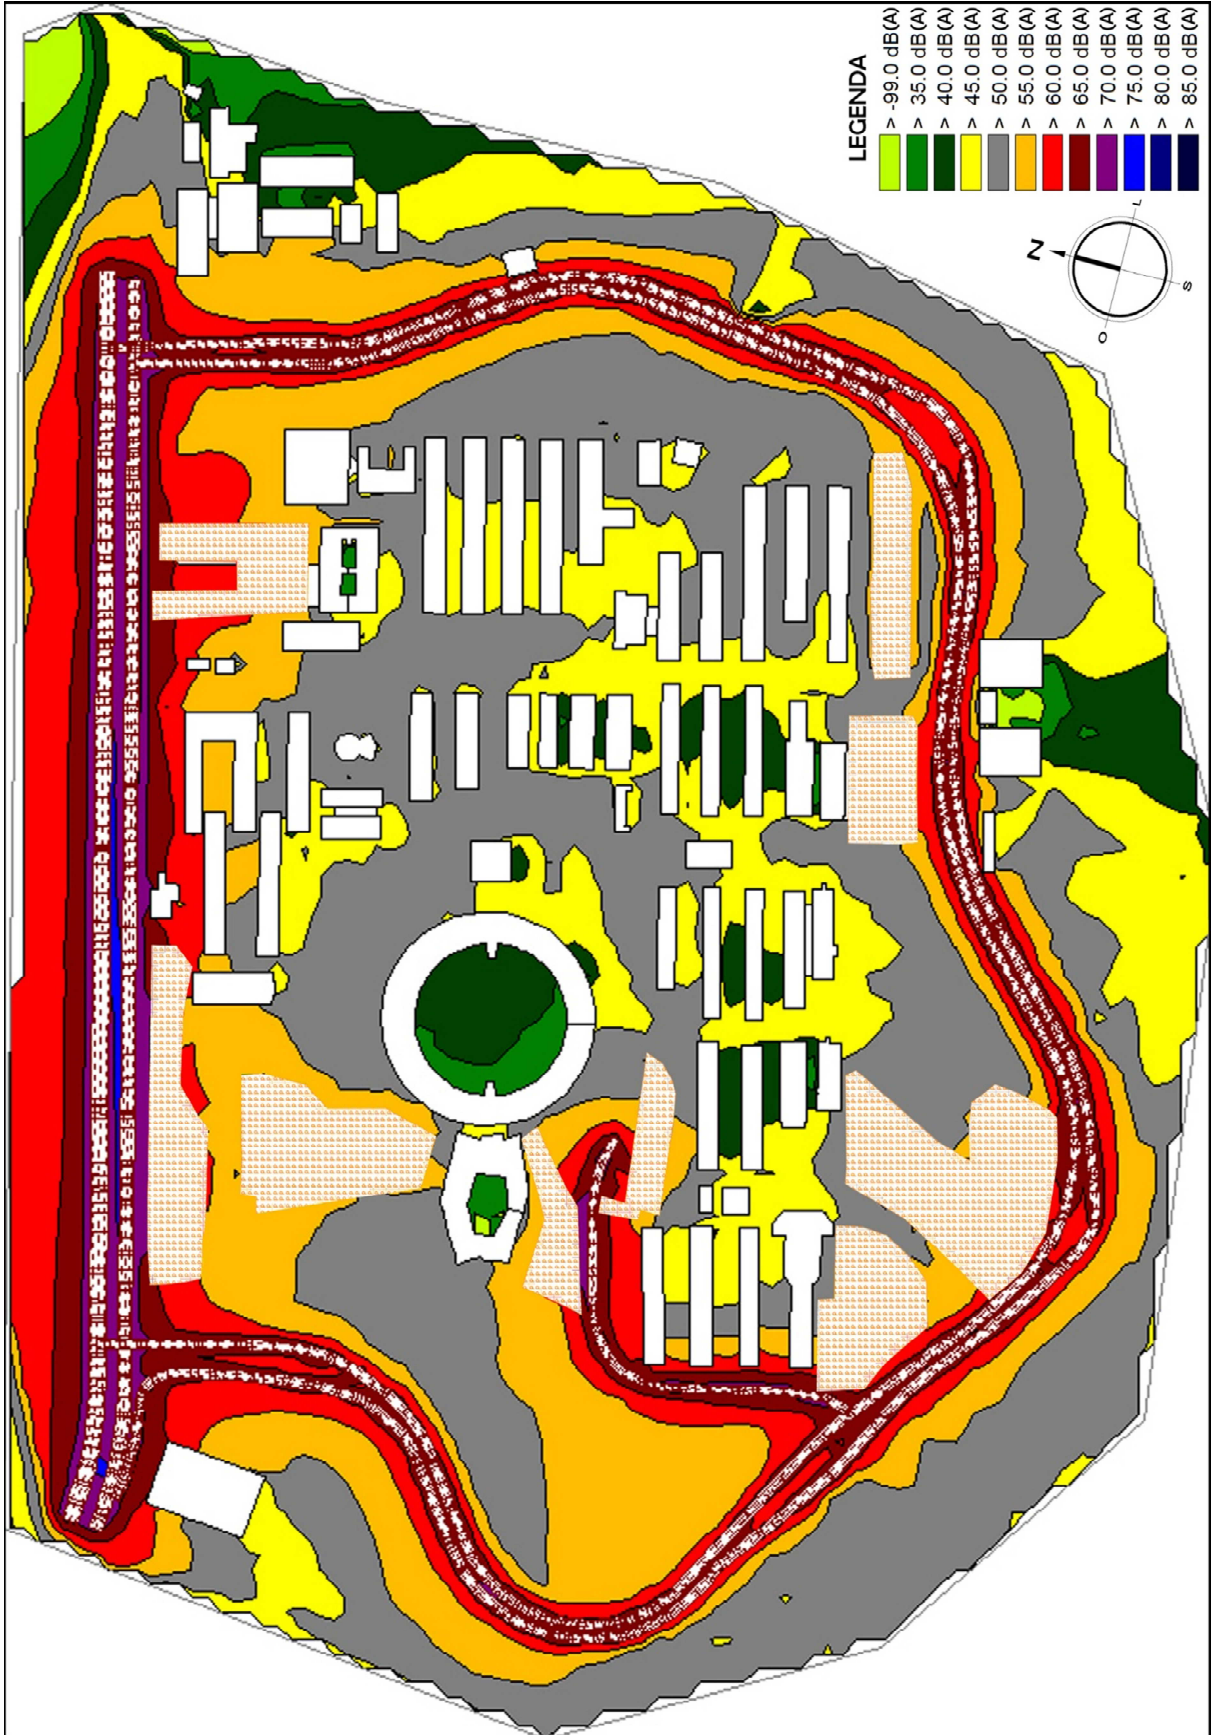 LEGENDA
> -99.0 dB(A)
> 35.0 dB(A)
> 40.0 dB(A)
> 45.0 dB(A)
> 50.0 dB(A)
> 55.0 dB(A)
> 60.0 dB(A)
> 65.0 dB(A)
> 70.0 dB(A)
> 75.0 dB(A)
> 80.0 dB(A)
> 85.0 dB(A)
N
L
S
O